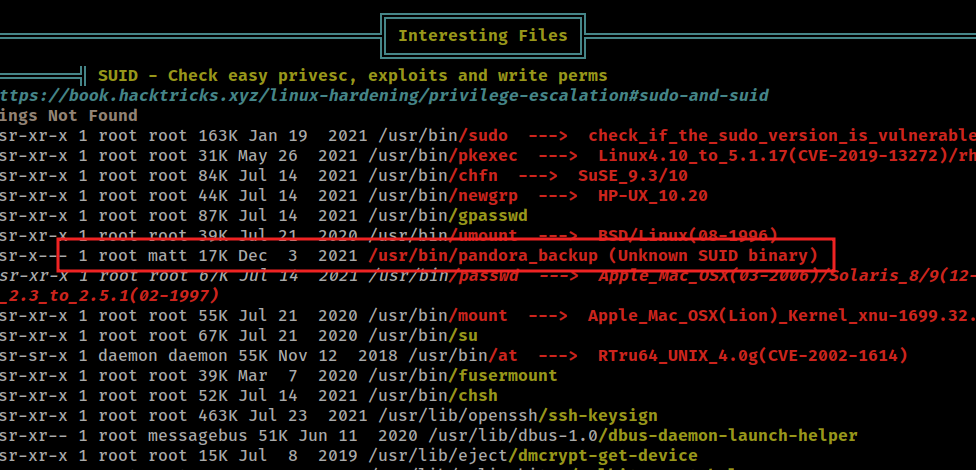 Interesting Files
SUID - Check easy privesc, exploits and write perms
ttps://book.hacktricks.xyz/linux-hardening/privilege-escalation#sudo-and-suid
ings Not Found
sr-xr-x 1 root root 163K Jan 19  2021 /usr/bin/sudo  --->  check_if_the_sudo_version_is_vulnerable
sr-xr-x 1 root root 31K May 26  2021 /usr/bin/pkexec  --->  Linux4.10_to_5.1.17(CVE-2019-13272)/rh
sr-xr-x 1 root root 84K Jul 14  2021 /usr/bin/chfn  --->  SuSE_9.3/10
sr-xr-x 1 root root 44K Jul 14  2021 /usr/bin/newgrp  --->  HP-UX_10.20
sr-xr-x 1 root root 87K Jul 14  2021 /usr/bin/gpasswd
sr-xr-x 1 root root 39K Jul 21  2020 /usr/bin/umount  --->  BSD/Linux(08-1996)
sr-x--- 1 root matt 17K Dec  3  2021 /usr/bin/pandora_backup (Unknown SUID binary)
sr-xr-x 1 root root 67K Jul 14  2021 /usr/bin/passwd  --->  Apple_Mac_OSX(03-2006)/Solaris_8/9(12-
_2.3_to_2.5.1(02-1997)
sr-xr-x 1 root root 55K Jul 21  2020 /usr/bin/mount  --->  Apple_Mac_OSX(Lion)_Kernel_xnu-1699.32.
sr-xr-x 1 root root 67K Jul 21  2020 /usr/bin/su
sr-sr-x 1 daemon daemon 55K Nov 12  2018 /usr/bin/at  --->  RTru64_UNIX_4.0g(CVE-2002-1614)
sr-xr-x 1 root root 39K Mar  7  2020 /usr/bin/fusermount
sr-xr-x 1 root root 52K Jul 14  2021 /usr/bin/chsh
sr-xr-x 1 root root 463K Jul 23  2021 /usr/lib/openssh/ssh-keysign
sr-xr-- 1 root messagebus 51K Jun 11  2020 /usr/lib/dbus-1.0/dbus-daemon-launch-helper
sr-xr-x 1 root root 15K Jul  8  2019 /usr/lib/eject/dmcrypt-get-device